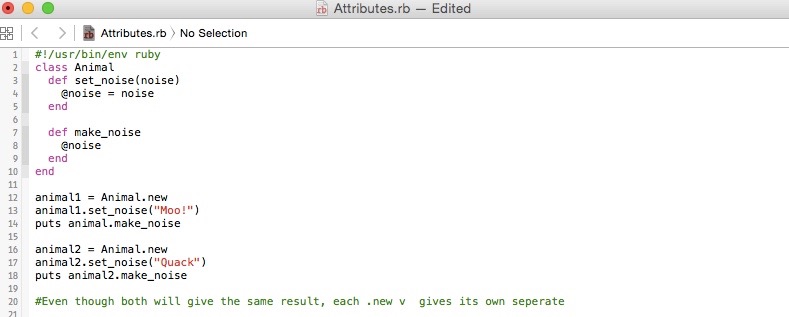 Attributes.rb — Edited
Attributes.rb 〉 No Selection
1 #!/usr/bin/env ruby
2 class Animal
3   def set_noise(noise)
4     @noise = noise
5   end
6
7   def make_noise
8     @noise
9   end
10 end
11
12 animal1 = Animal.new
13 animal1.set_noise("Moo!")
14 puts animal.make_noise
15
16 animal2 = Animal.new
17 animal2.set_noise("Quack")
18 puts animal2.make_noise
19
20 #Even though both will give the same result, each .new v  gives its own seperate
21